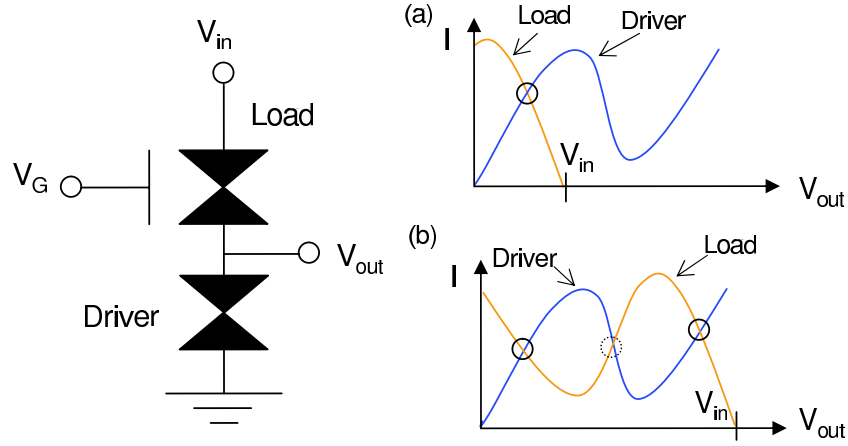 V_in
Load
V_G
V_out
Driver
(a)
Load
Driver
I
V_in
V_out
(b)
Driver
Load
I
V_in
V_out